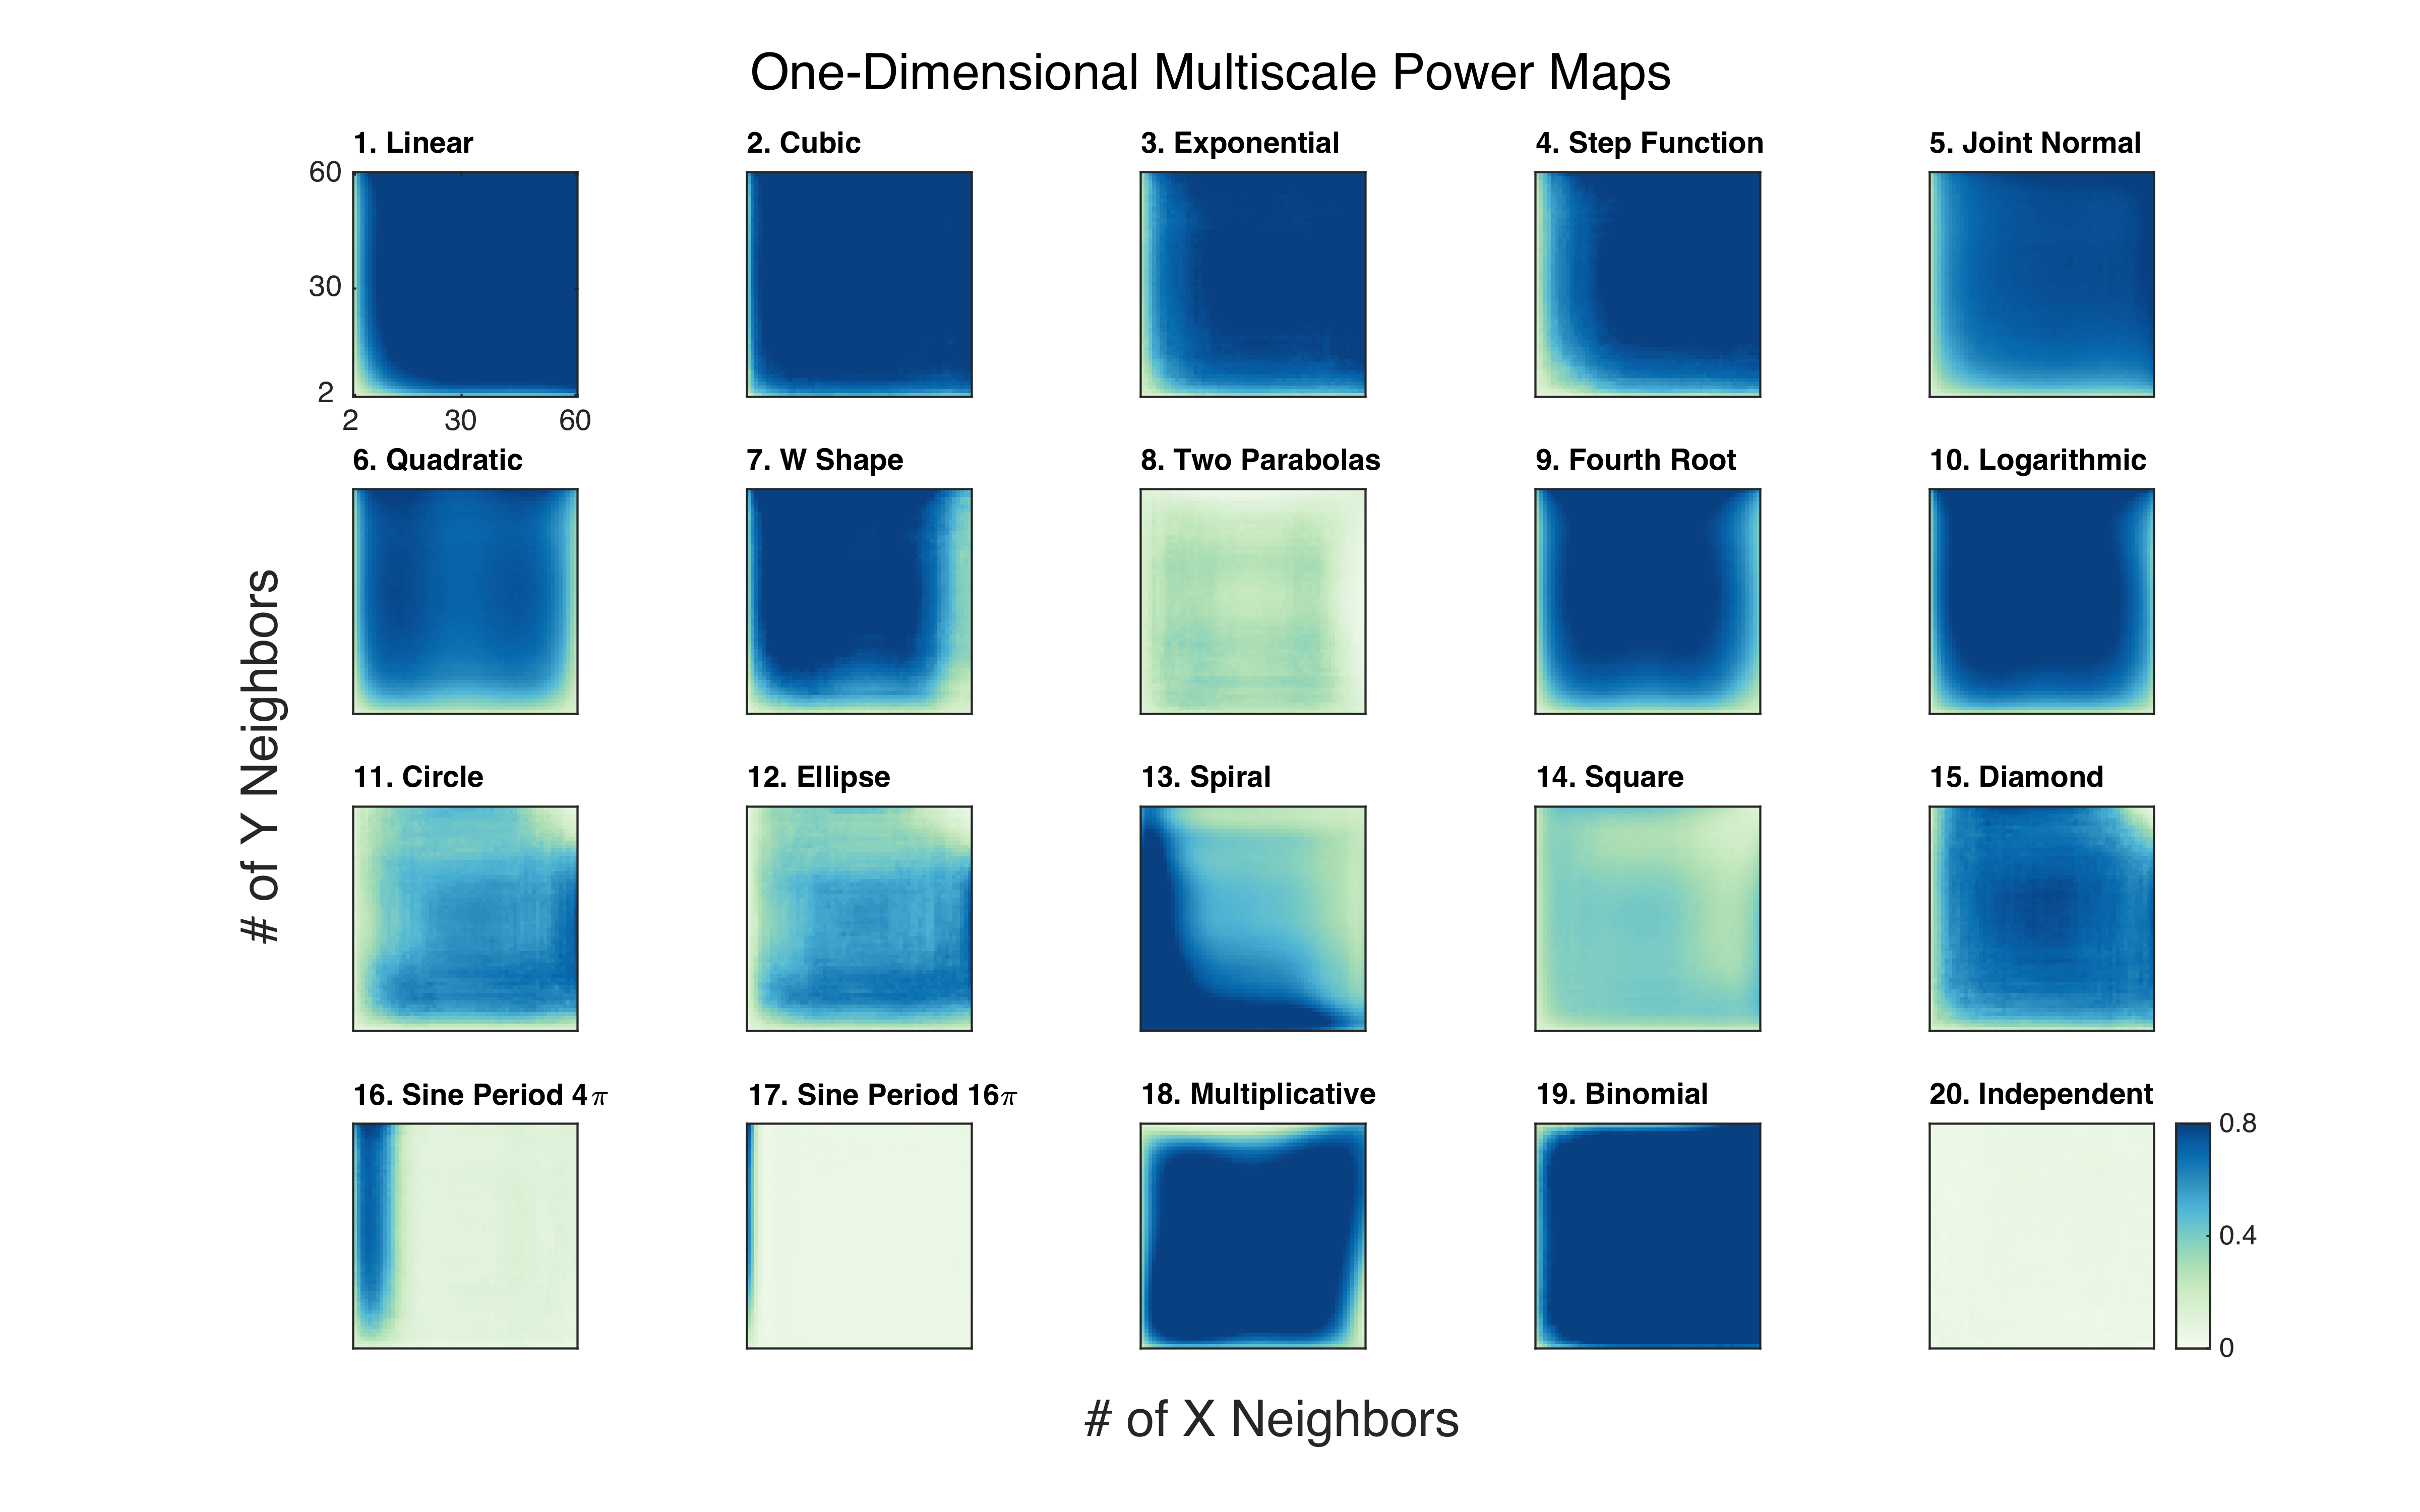 One-Dimensional Multiscale Power Maps
1. Linear
2. Cubic
3. Exponential
4. Step Function
5. Joint Normal
60
30
2
2 30 60
6. Quadratic
7. W Shape
8. Two Parabolas
9. Fourth Root
10. Logarithmic
# of Y Neighbors
11. Circle
12. Ellipse
13. Spiral
14. Square
15. Diamond
16. Sine Period 4π
17. Sine Period 16π
18. Multiplicative
19. Binomial
20. Independent
0.8
0.4
0
# of X Neighbors